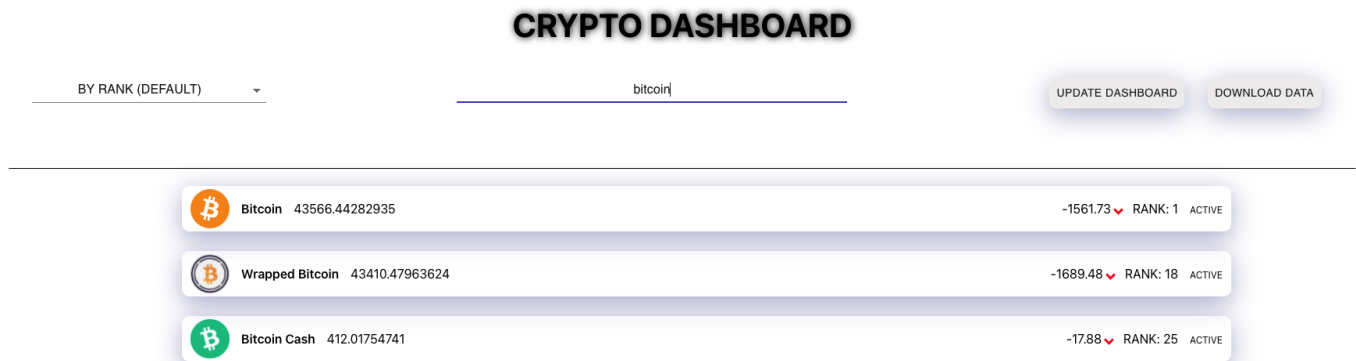 CRYPTO DASHBOARD
BY RANK (DEFAULT) bitcoin UPDATE DASHBOARD DOWNLOAD DATA
Bitcoin 43566.44282935 -1561.73 RANK: 1 ACTIVE
Wrapped Bitcoin 43410.47963624 -1689.48 RANK: 18 ACTIVE
Bitcoin Cash 412.01754741 -17.88 RANK: 25 ACTIVE